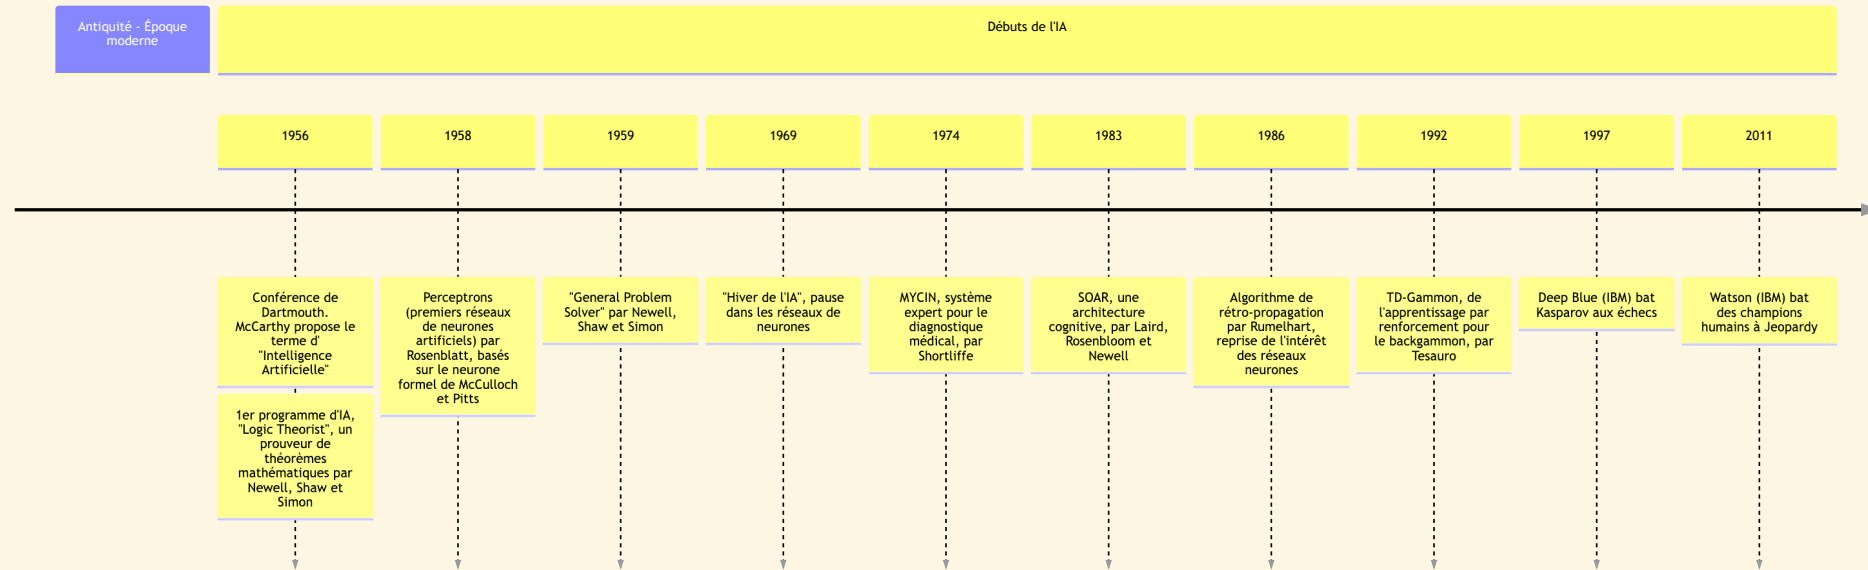 Antiquité - Époque
moderne
Débuts de l'IA
1956
1958
1959
1969
1974
1983
1986
1992
1997
2011
Conférence de
Dartmouth.
McCarthy propose le
terme d'
"Intelligence
Artificielle"
1er programme d'IA,
"Logic Theorist", un
prouveur de
théorèmes
mathématiques par
Newell, Shaw et
Simon
Perceptrons
(premiers réseaux
de neurones
artificiels) par
Rosenblatt, basés
sur le neurone
formel de McCulloch
et Pitts
"General Problem
Solver" par Newell,
Shaw et Simon
"Hiver de l'IA", pause
dans les réseaux de
neurones
MYCIN, système
expert pour le
diagnostique
médical, par
Shortliffe
SOAR, une
architecture
cognitive, par Laird,
Rosenbloom et
Newell
Algorithme de
rétro-propagation
par Rumelhart,
reprise de l'intérêt
des réseaux
neurones
TD-Gammon, de
l'apprentissage par
renforcement pour
le backgammon, par
Tesauro
Deep Blue (IBM) bat
Kasparov aux échecs
Watson (IBM) bat
des champions
humains à Jeopardy